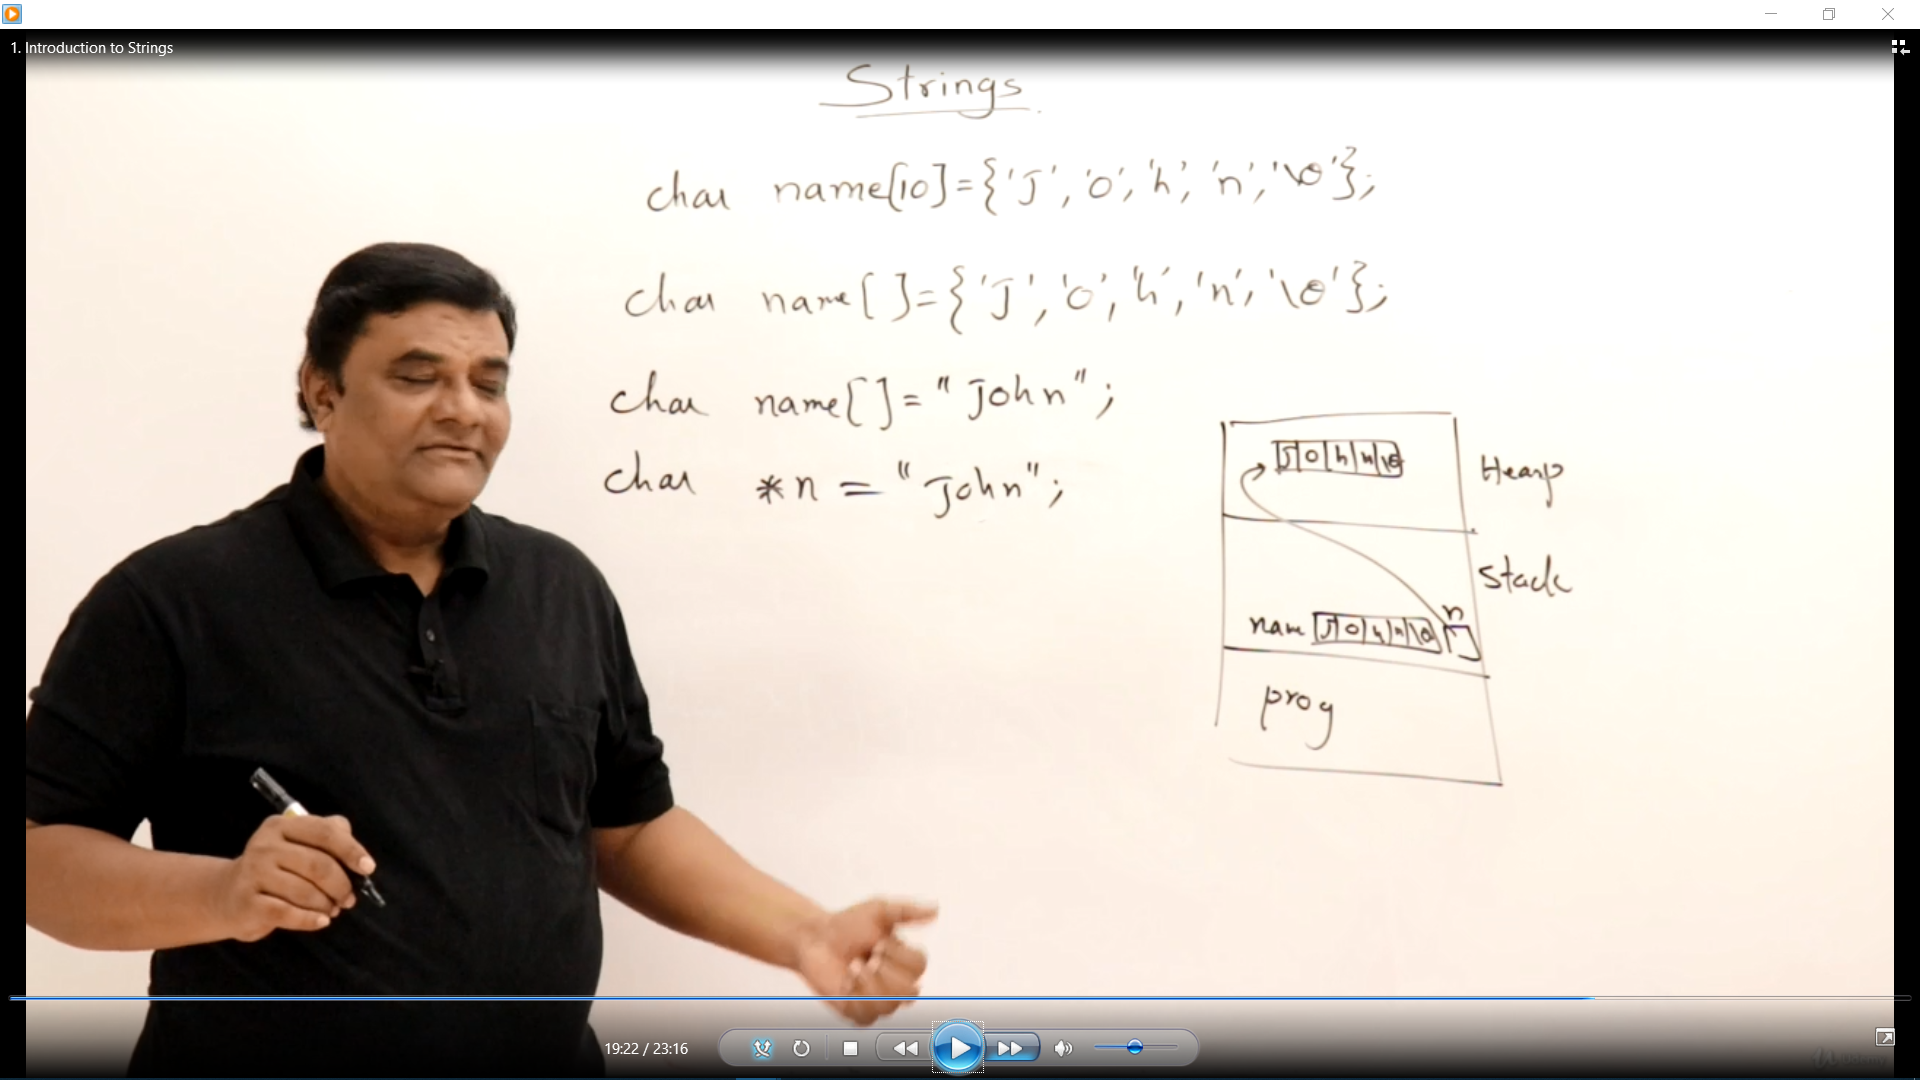 1. Introduction to Strings
Strings
char name[10]={'J','o','h','n','\0'};
char name[]={'J','o','h','n','\0'};
char name[]="John";
char *n = "John";
J o h n \0
Heap
Stack
n
name J o h n \0
prog
19:22 / 23:16